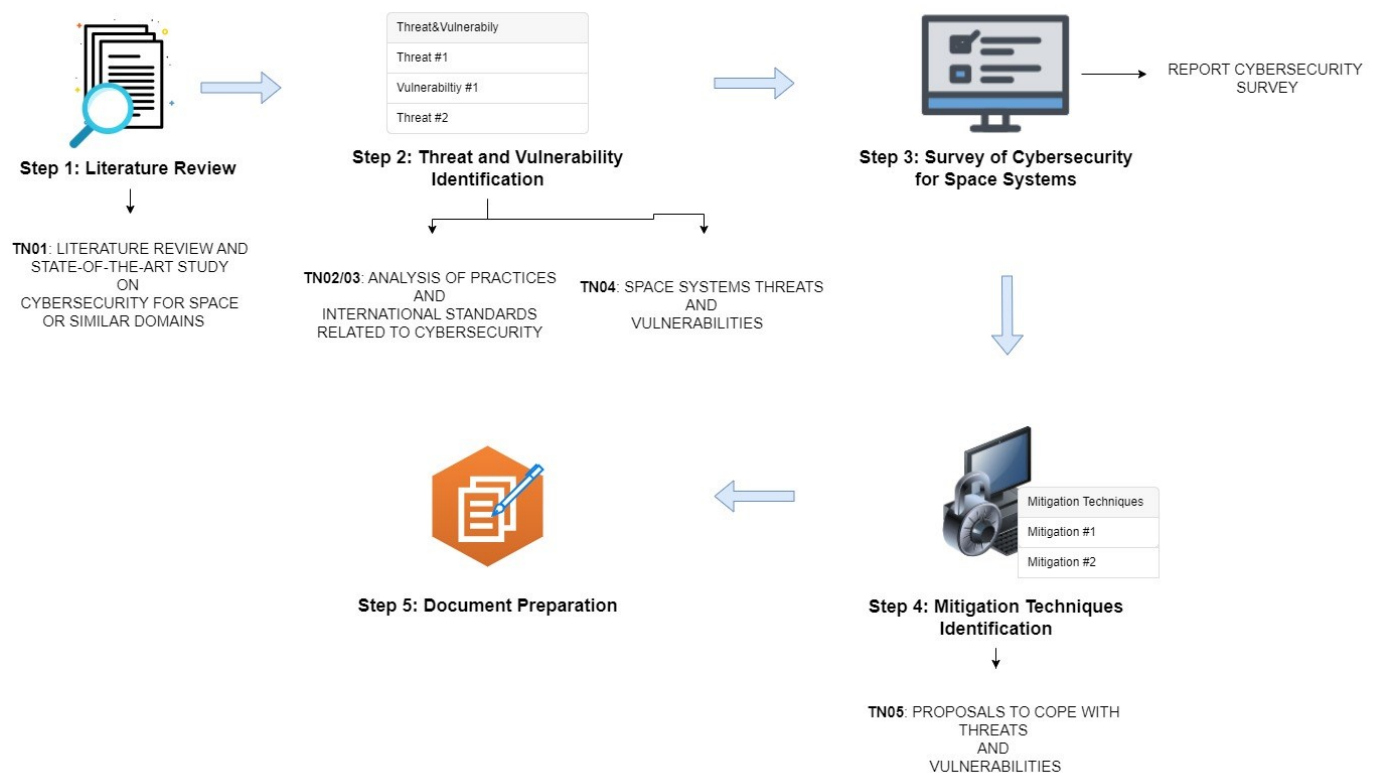 Threat&Vulnerabily
Threat #1
Vulnerabiltiy #1
Threat #2
Step 1: Literature Review
Step 2: Threat and Vulnerability
Identification
Step 3: Survey of Cybersecurity
for Space Systems
REPORT CYBERSECURITY
SURVEY
TN01: LITERATURE REVIEW AND
STATE-OF-THE-ART STUDY
ON
CYBERSECURITY FOR SPACE
OR SIMILAR DOMAINS
TN02/03: ANALYSIS OF PRACTICES
AND
INTERNATIONAL STANDARDS
RELATED TO CYBERSECURITY
TN04: SPACE SYSTEMS THREATS
AND
VULNERABILITIES
Mitigation Techniques
Mitigation #1
Mitigation #2
Step 4: Mitigation Techniques
Identification
TN05: PROPOSALS TO COPE WITH
THREATS
AND
VULNERABILITIES
Step 5: Document Preparation